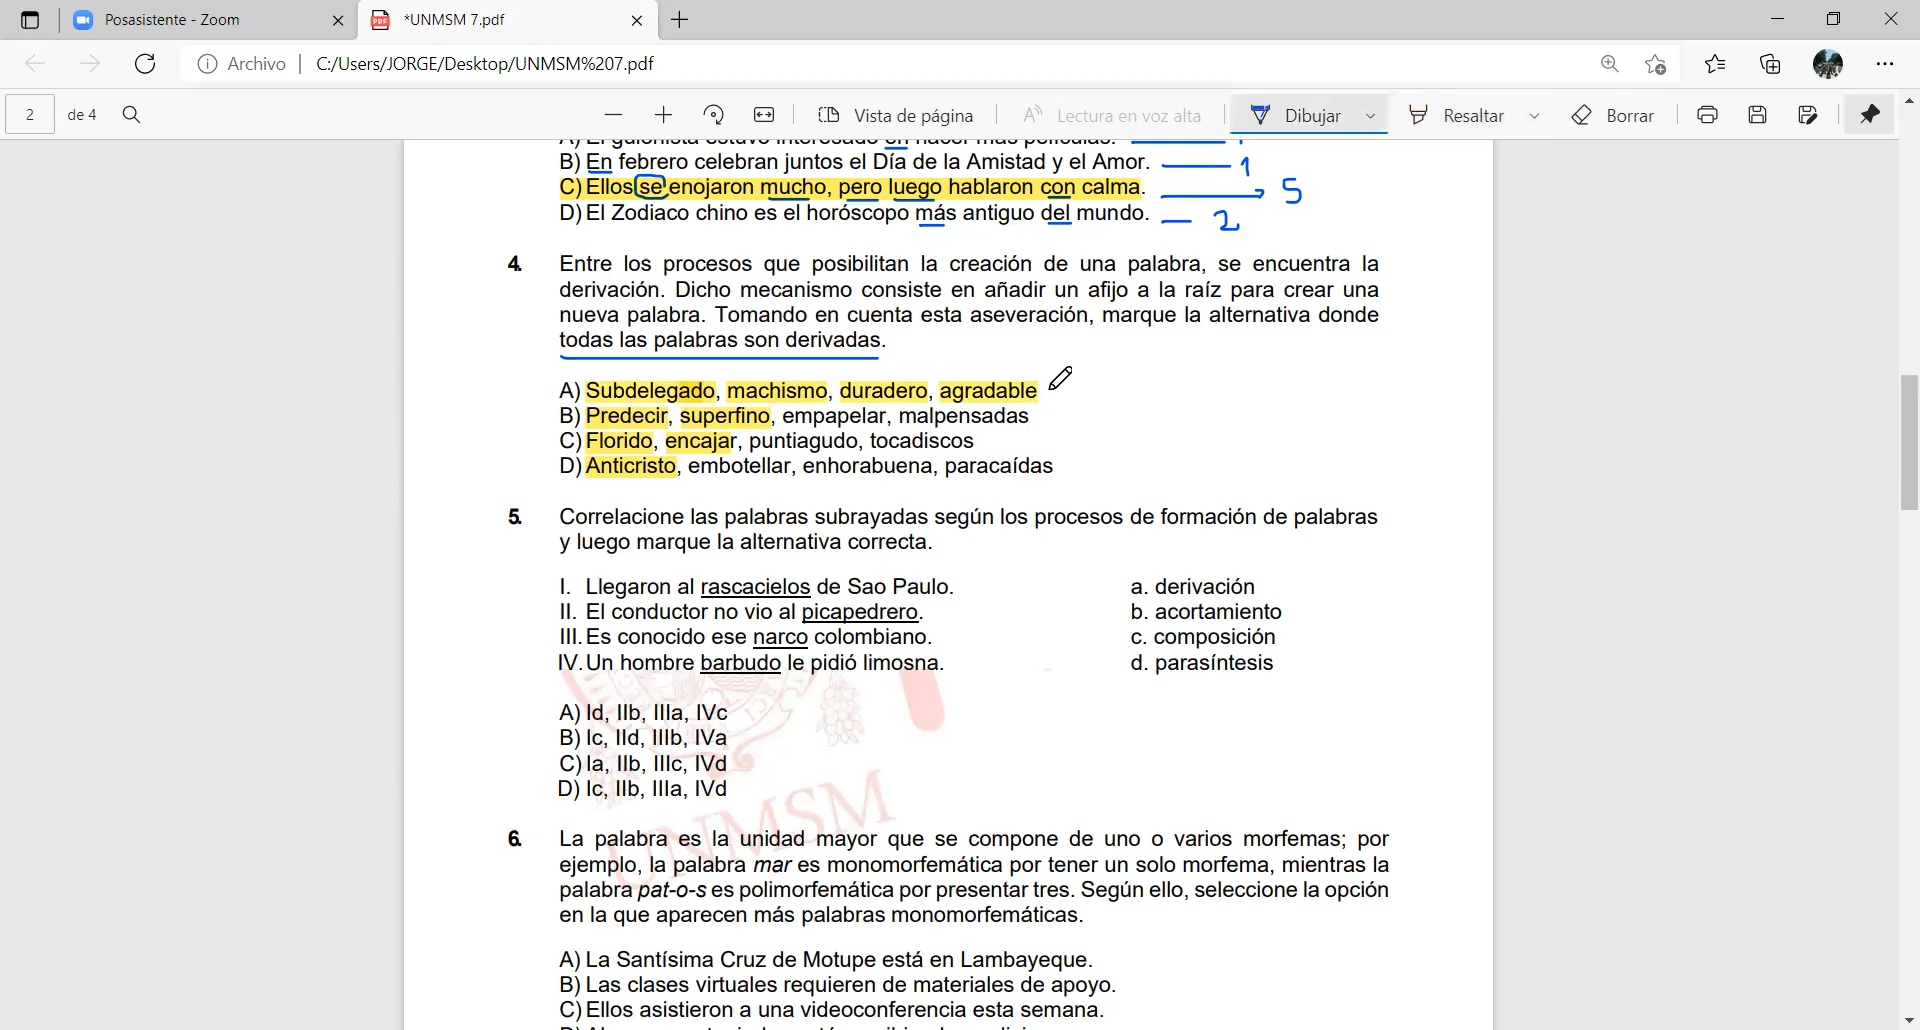 Posasistente - Zoom
*UNMSM 7.pdf
Archivo | C:/Users/JORGE/Desktop/UNMSM%207.pdf
2 de 4 Vista de página Lectura en voz alta Dibujar Resaltar Borrar
A) El guionista estuvo interesado en hacer más películas. 1
B) En febrero celebran juntos el Día de la Amistad y el Amor. 1
C) Ellos se enojaron mucho, pero luego hablaron con calma. 5
D) El Zodiaco chino es el horóscopo más antiguo del mundo. 2
4. Entre los procesos que posibilitan la creación de una palabra, se encuentra la
derivación. Dicho mecanismo consiste en añadir un afijo a la raíz para crear una
nueva palabra. Tomando en cuenta esta aseveración, marque la alternativa donde
todas las palabras son derivadas.
A) Subdelegado, machismo, duradero, agradable
B) Predecir, superfino, empapelar, malpensadas
C) Florido, encajar, puntiagudo, tocadiscos
D) Anticristo, embotellar, enhorabuena, paracaídas
5. Correlacione las palabras subrayadas según los procesos de formación de palabras
y luego marque la alternativa correcta.
I. Llegaron al rascacielos de Sao Paulo. a. derivación
II. El conductor no vio al picapedrero. b. acortamiento
III. Es conocido ese narco colombiano. c. composición
IV. Un hombre barbudo le pidió limosna. d. parasíntesis
A) Id, IIb, IIIa, IVc
B) Ic, IId, IIIb, IVa
C) Ia, IIb, IIIc, IVd
D) Ic, IIb, IIIa, IVd
UNMSM
6. La palabra es la unidad mayor que se compone de uno o varios morfemas; por
ejemplo, la palabra mar es monomorfemática por tener un solo morfema, mientras la
palabra pat-o-s es polimorfemática por presentar tres. Según ello, seleccione la opción
en la que aparecen más palabras monomorfemáticas.
A) La Santísima Cruz de Motupe está en Lambayeque.
B) Las clases virtuales requieren de materiales de apoyo.
C) Ellos asistieron a una videoconferencia esta semana.